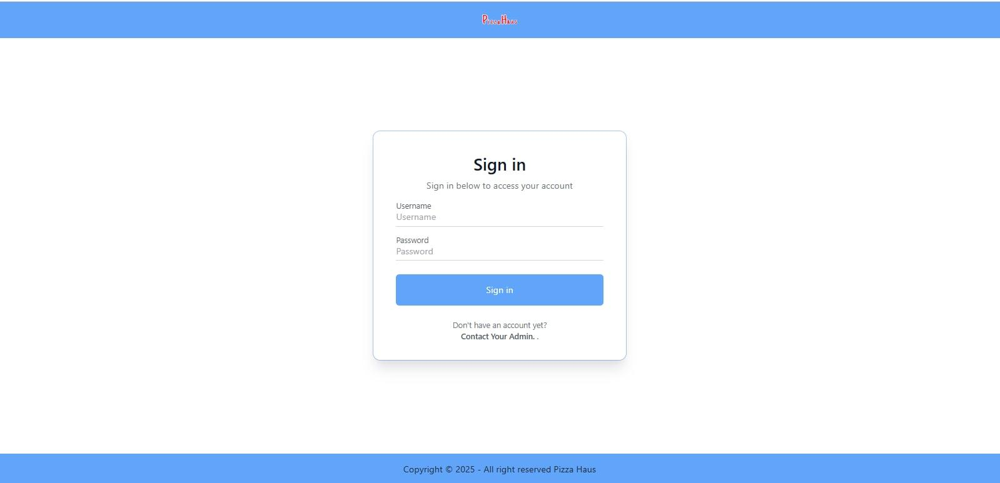 PizzaHaus
Sign in
Sign in below to access your account
Username
Username
Password
Password
Sign in
Don't have an account yet?
Contact Your Admin. .
Copyright © 2025 - All right reserved Pizza Haus